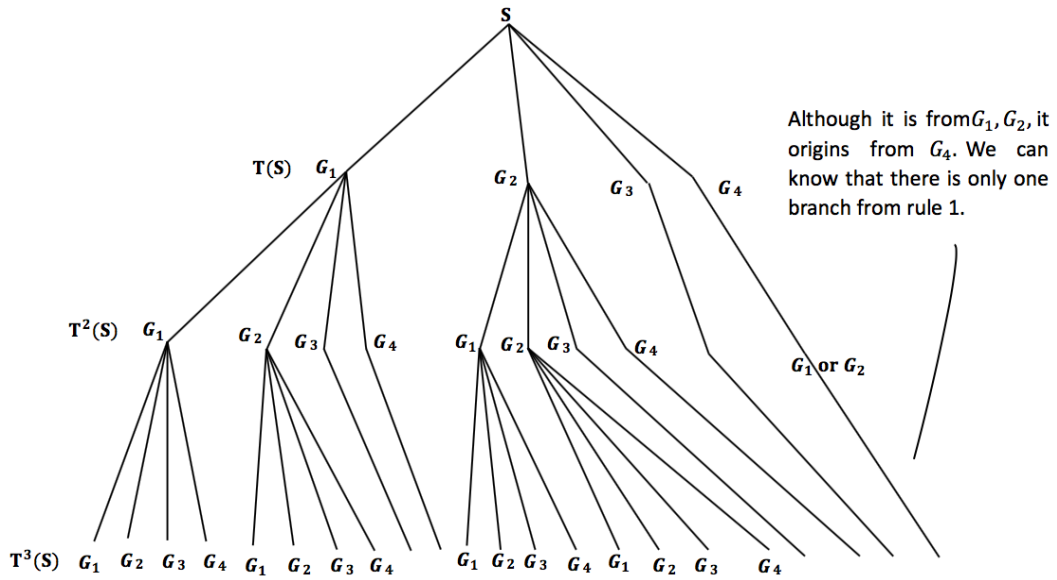 S
Although it is from G₁, G₂, it
origins from G₄. We can
know that there is only one
branch from rule 1.
T(S) G₁ G₂ G₃ G₄
T²(S) G₁ G₂ G₃ G₄ G₁ G₂ G₃ G₄ G₁ or G₂
T³(S) G₁ G₂ G₃ G₄ G₁ G₂ G₃ G₄ G₁ G₂ G₃ G₄ G₁ G₂ G₃ G₄